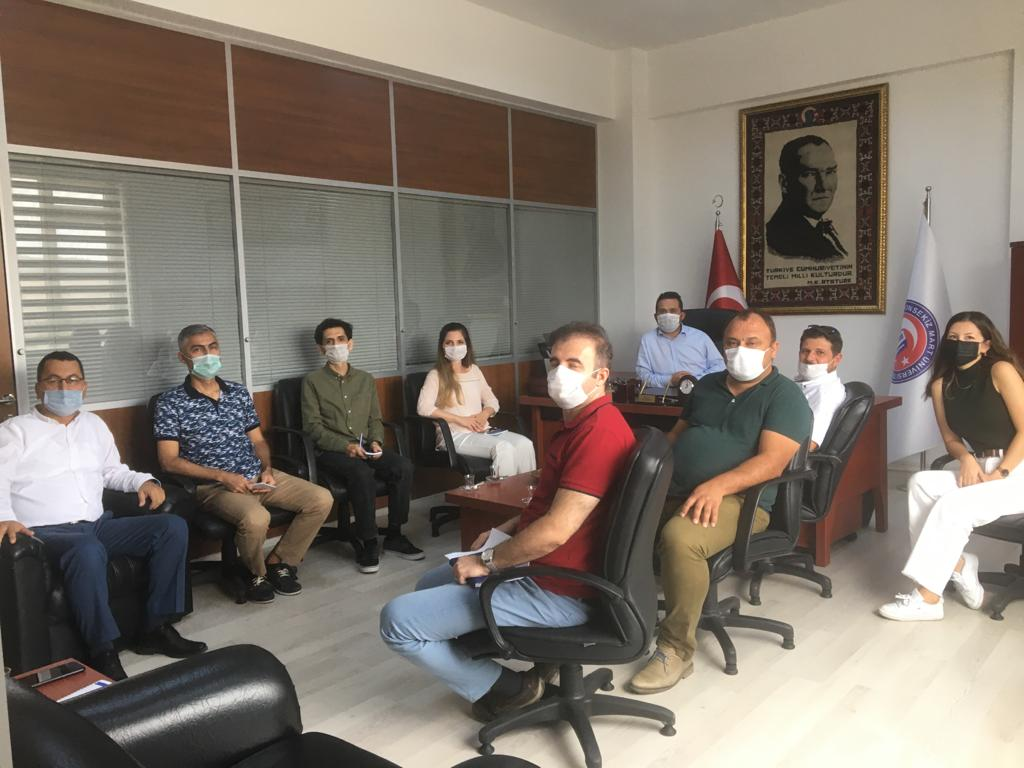 TÜRKİYE CUMHURİYETİNİN
TEMELİ MİLLİ KÜLTÜRDÜR
M.K. ATATÜRK